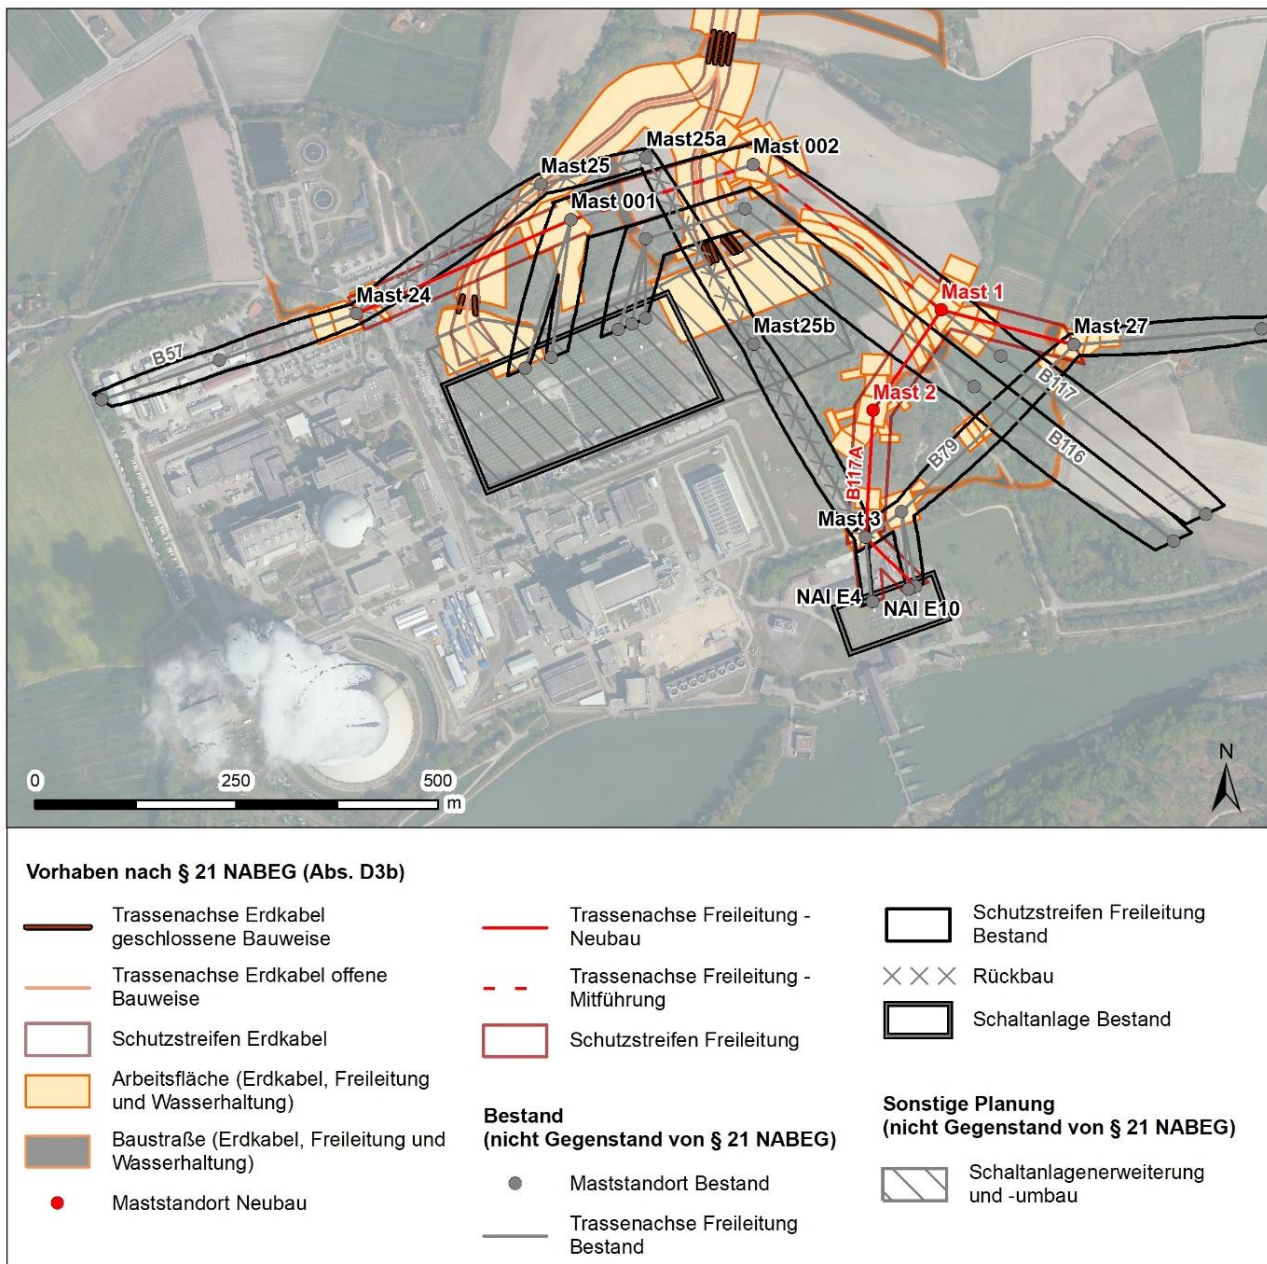 Mast25a
Mast 002
Mast25
Mast 001
Mast 24
Mast 1
Mast25b
Mast 27
B57
B117
Mast 2
B79
B116
B117A
Mast 3
NAI E4
NAI E10
0
250
500
m
N
Vorhaben nach § 21 NABEG (Abs. D3b)
Trassenachse Erdkabel
geschlossene Bauweise
Trassenachse Erdkabel offene
Bauweise
Schutzstreifen Erdkabel
Arbeitsfläche (Erdkabel, Freileitung
und Wasserhaltung)
Baustraße (Erdkabel, Freileitung und
Wasserhaltung)
Maststandort Neubau
Trassenachse Freileitung -
Neubau
Trassenachse Freileitung -
Mitführung
Schutzstreifen Freileitung
Bestand
(nicht Gegenstand von § 21 NABEG)
Maststandort Bestand
Trassenachse Freileitung
Bestand
Schutzstreifen Freileitung
Bestand
Rückbau
Schaltanlage Bestand
Sonstige Planung
(nicht Gegenstand von § 21 NABEG)
Schaltanlagenerweiterung
und -umbau